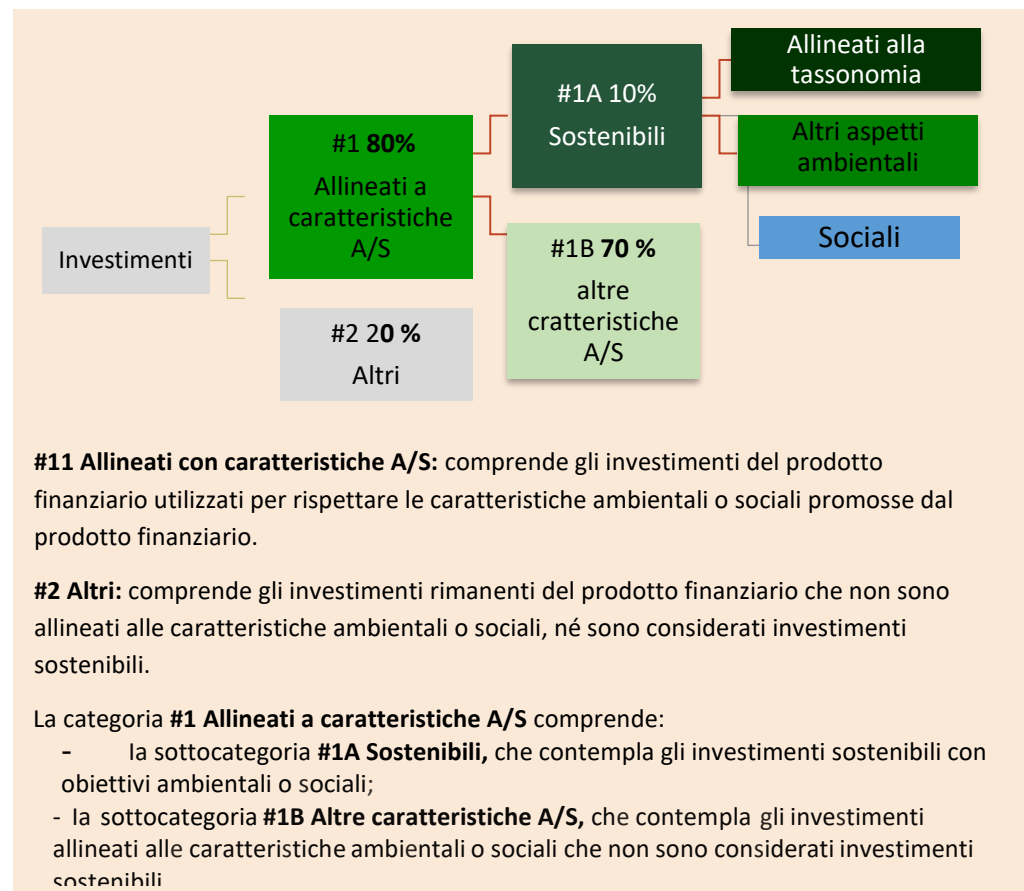 Allineati alla
tassonomia
#1A 10%
Sostenibili
Altri aspetti
ambientali
#1 80%
Allineati a
caratteristiche
A/S
Sociali
Investimenti
#1B 70 %
altre
cratteristiche
A/S
#2 20 %
Altri
#11 Allineati con caratteristiche A/S: comprende gli investimenti del prodotto
finanziario utilizzati per rispettare le caratteristiche ambientali o sociali promosse dal
prodotto finanziario.
#2 Altri: comprende gli investimenti rimanenti del prodotto finanziario che non sono
allineati alle caratteristiche ambientali o sociali, né sono considerati investimenti
sostenibili.
La categoria #1 Allineati a caratteristiche A/S comprende:
- la sottocategoria #1A Sostenibili, che contempla gli investimenti sostenibili con
obiettivi ambientali o sociali;
- la sottocategoria #1B Altre caratteristiche A/S, che contempla gli investimenti
allineati alle caratteristiche ambientali o sociali che non sono considerati investimenti
sostenibili